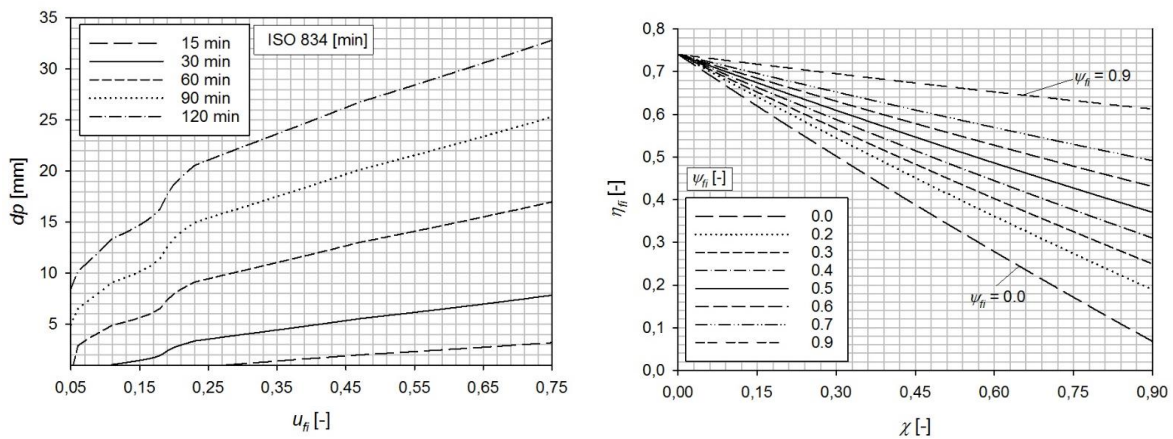 35
30
25
20
15
10
5
dp [mm]
15 min
30 min
60 min
90 min
120 min
ISO 834 [min]
0,05 0,15 0,25 0,35 0,45 0,55 0,65 0,75
u_fi [-]
0,8
0,7
0,6
0,5
0,4
0,3
0,2
0,1
0,0
η_fi [-]
ψ_fi = 0.9
ψ_fi [-]
0.0
0.2
0.3
0.4
0.5
0.6
0.7
0.9
ψ_fi = 0.0
0,00 0,15 0,30 0,45 0,60 0,75 0,90
χ [-]